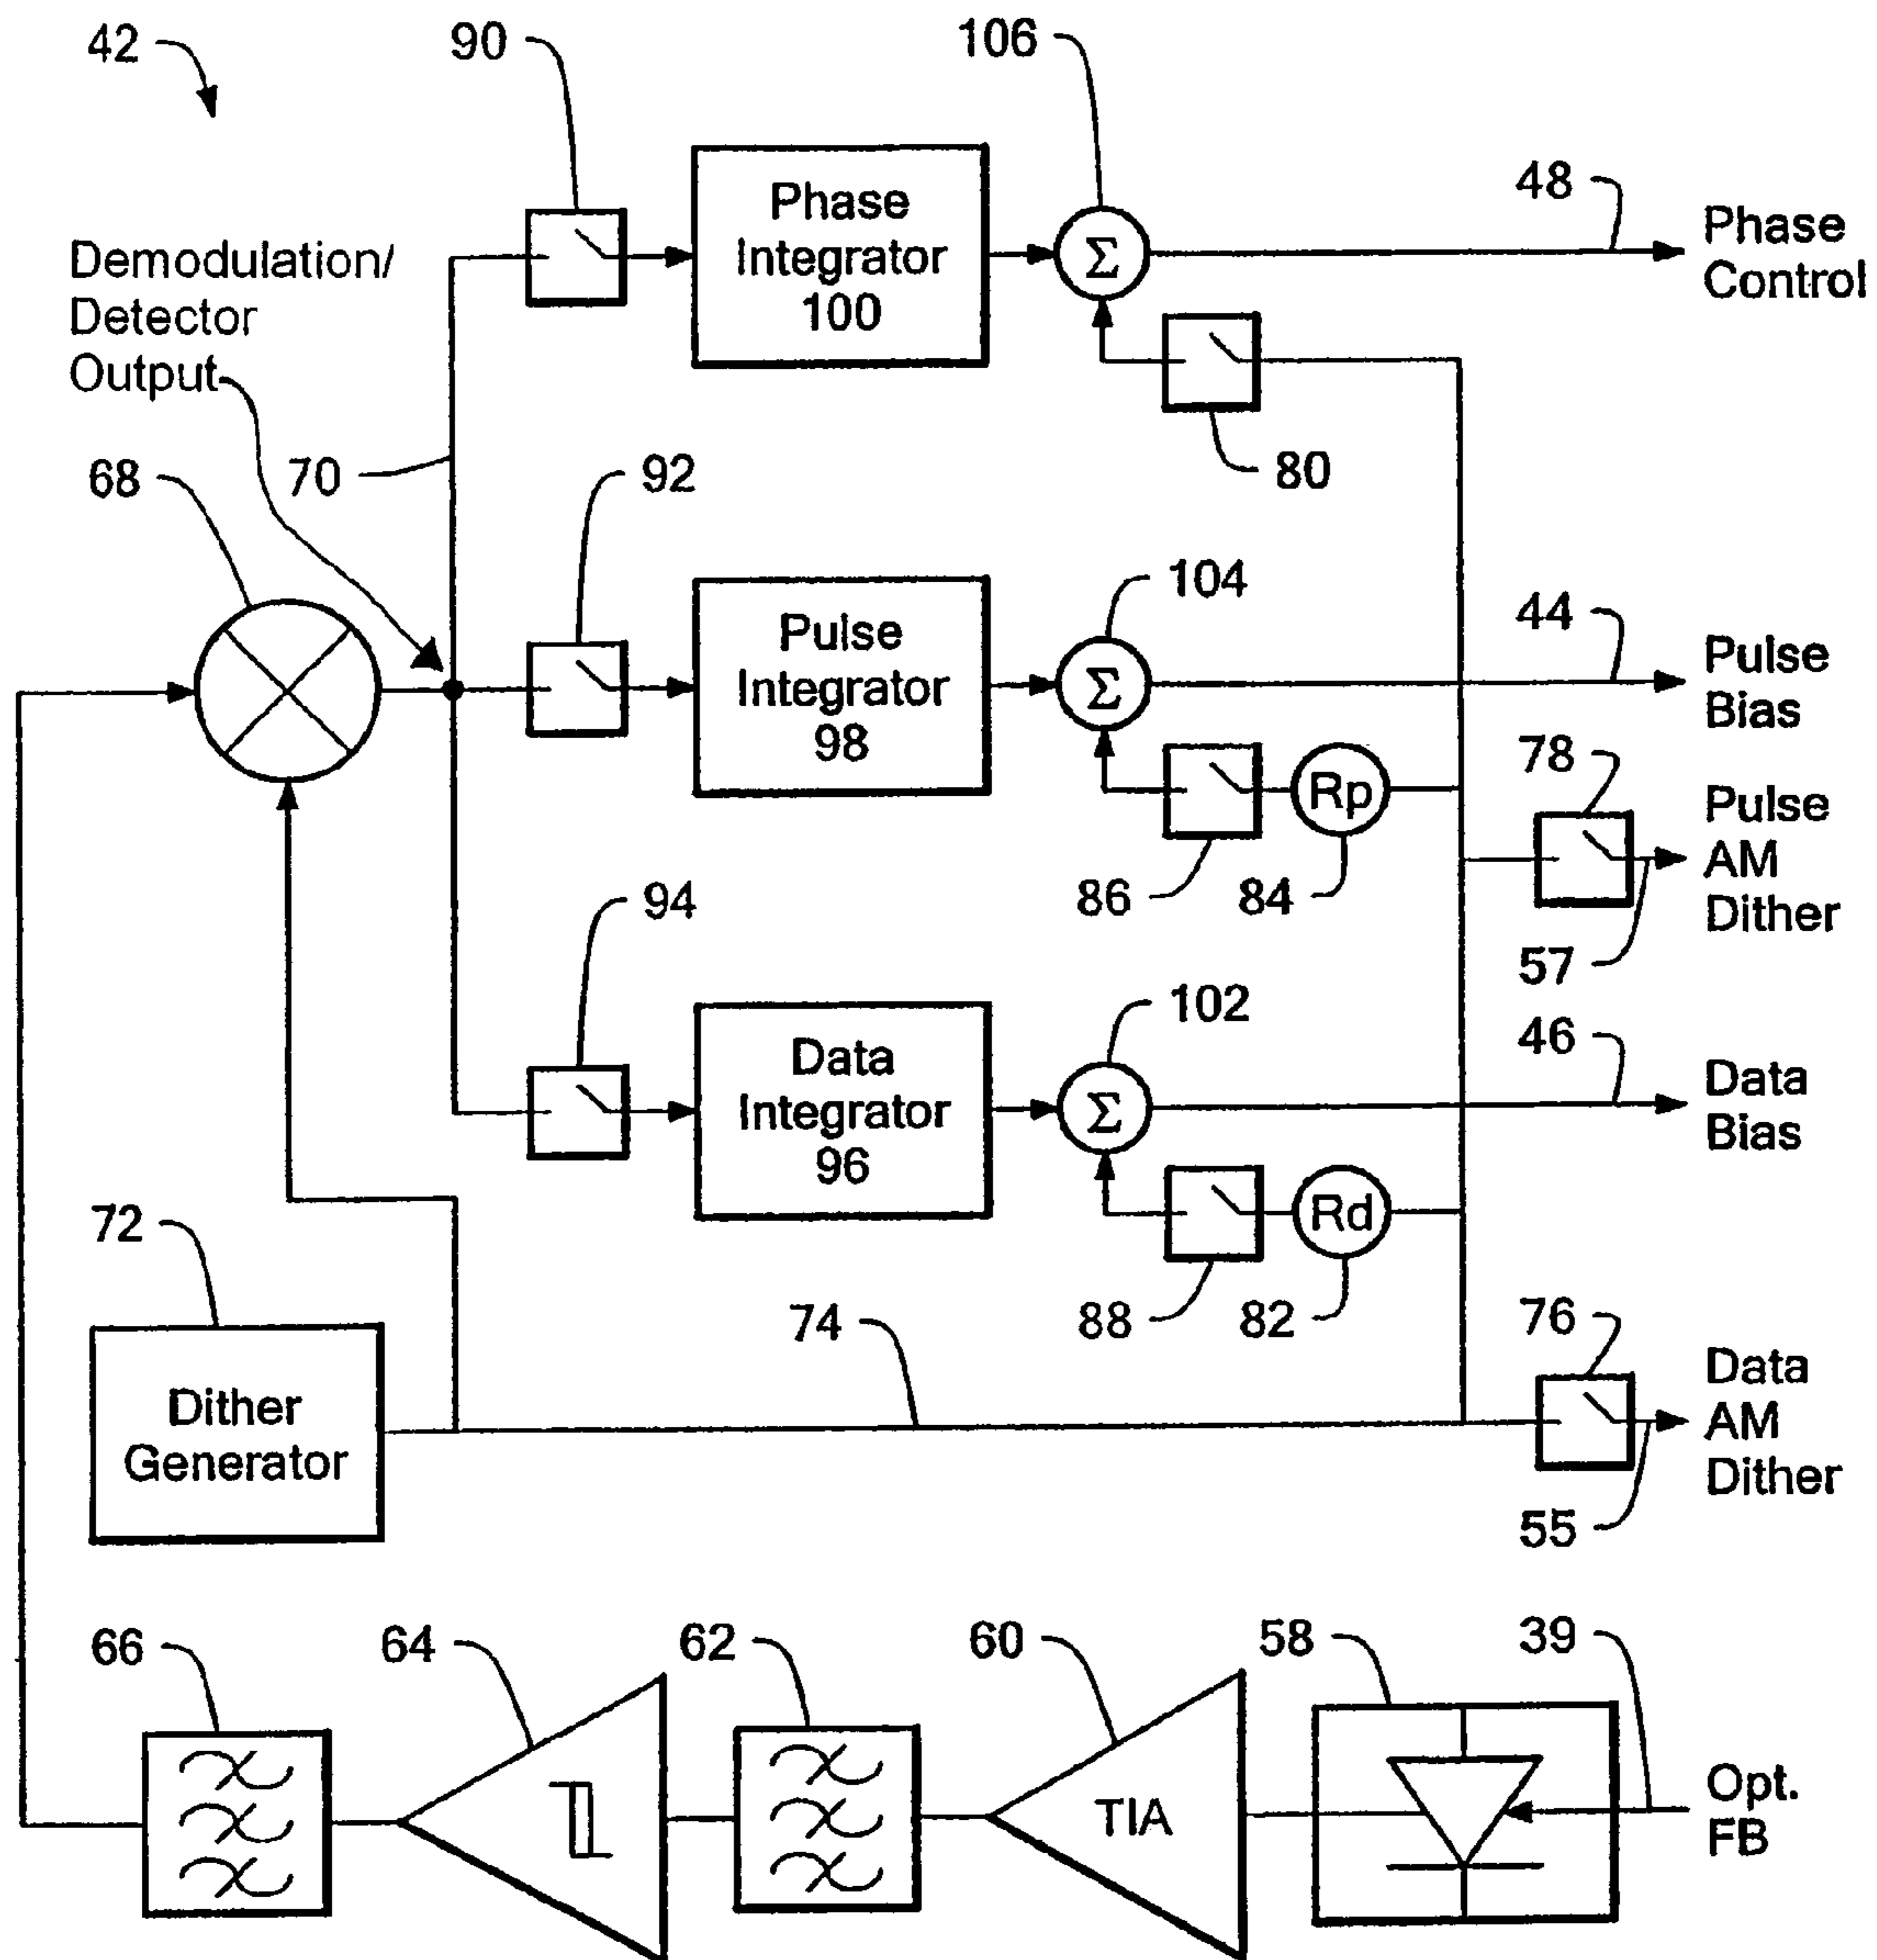 42
90
106
48
Phase
Control
Phase
Integrator
100
Σ
Demodulation/
Detector
Output
80
68
70
92
104
44
Pulse
Bias
Pulse
Integrator
98
Σ
78
Pulse
AM
Dither
Rp
86
84
57
94
102
46
Data
Bias
Data
Integrator
96
Σ
Rd
72
74
88
82
76
Data
AM
Dither
55
Dither
Generator
66
64
62
60
58
39
TIA
Opt.
FB